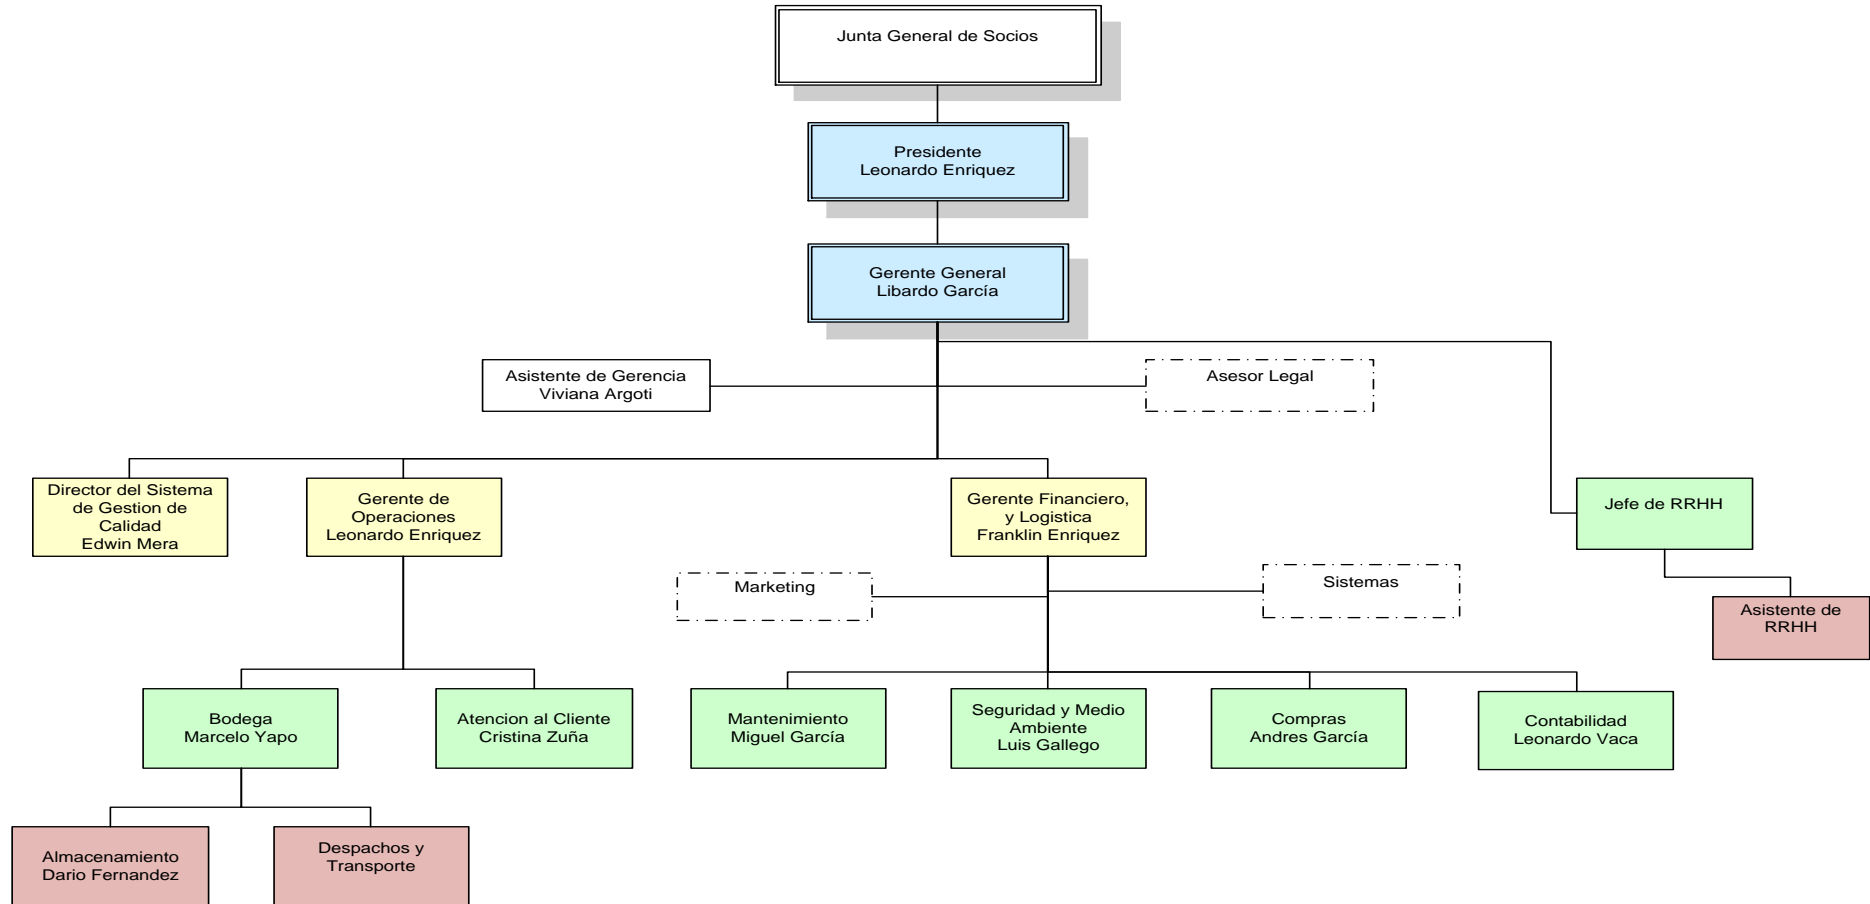 Junta General de Socios
Presidente
Leonardo Enriquez
Gerente General
Libardo García
Asistente de Gerencia
Viviana Argoti
Asesor Legal
Director del Sistema
de Gestion de
Calidad
Edwin Mera
Gerente de
Operaciones
Leonardo Enriquez
Gerente Financiero,
y Logistica
Franklin Enriquez
Jefe de RRHH
Marketing
Sistemas
Asistente de
RRHH
Bodega
Marcelo Yapo
Atencion al Cliente
Cristina Zuña
Mantenimiento
Miguel García
Seguridad y Medio
Ambiente
Luis Gallego
Compras
Andres García
Contabilidad
Leonardo Vaca
Almacenamiento
Dario Fernandez
Despachos y
Transporte